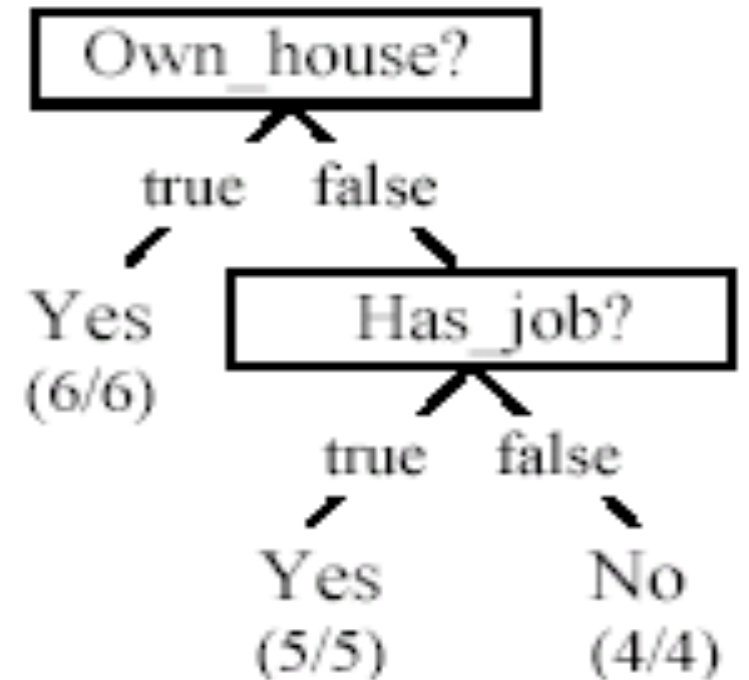 Own_house?
true false
Yes
(6/6)
Has_job?
true false
Yes No
(5/5) (4/4)